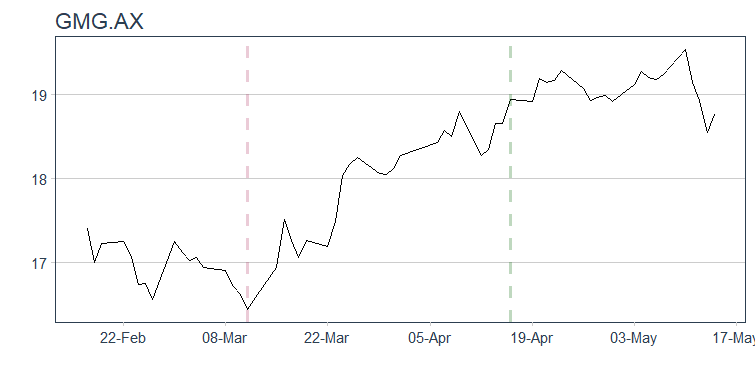 GMG.AX
19
18
17
22-Feb
08-Mar
22-Mar
05-Apr
19-Apr
03-May
17-May